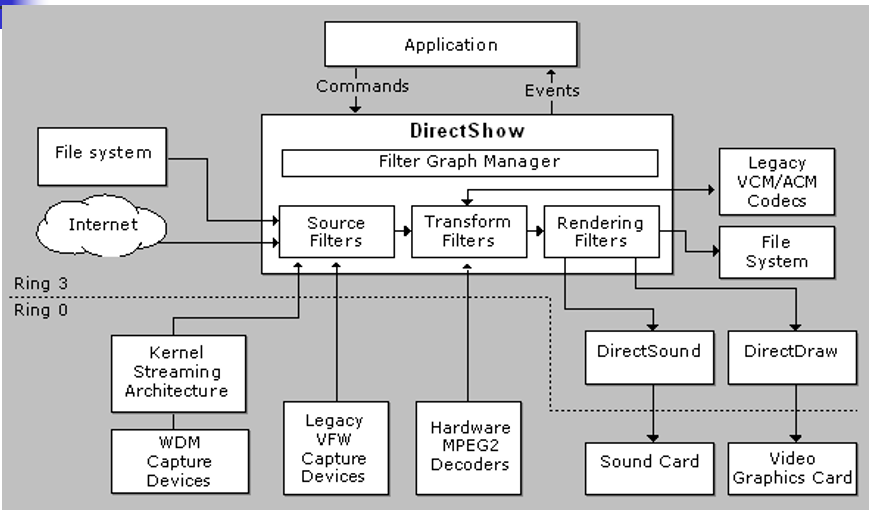 Application
Commands
Events
DirectShow
Filter Graph Manager
File system
Internet
Source
Filters
Transform
Filters
Rendering
Filters
Legacy
VCM/ACM
Codecs
File
System
Ring 3
Ring 0
Kernel
Streaming
Architecture
WDM
Capture
Devices
Legacy
VFW
Capture
Devices
Hardware
MPEG2
Decoders
DirectSound
DirectDraw
Sound Card
Video
Graphics Card